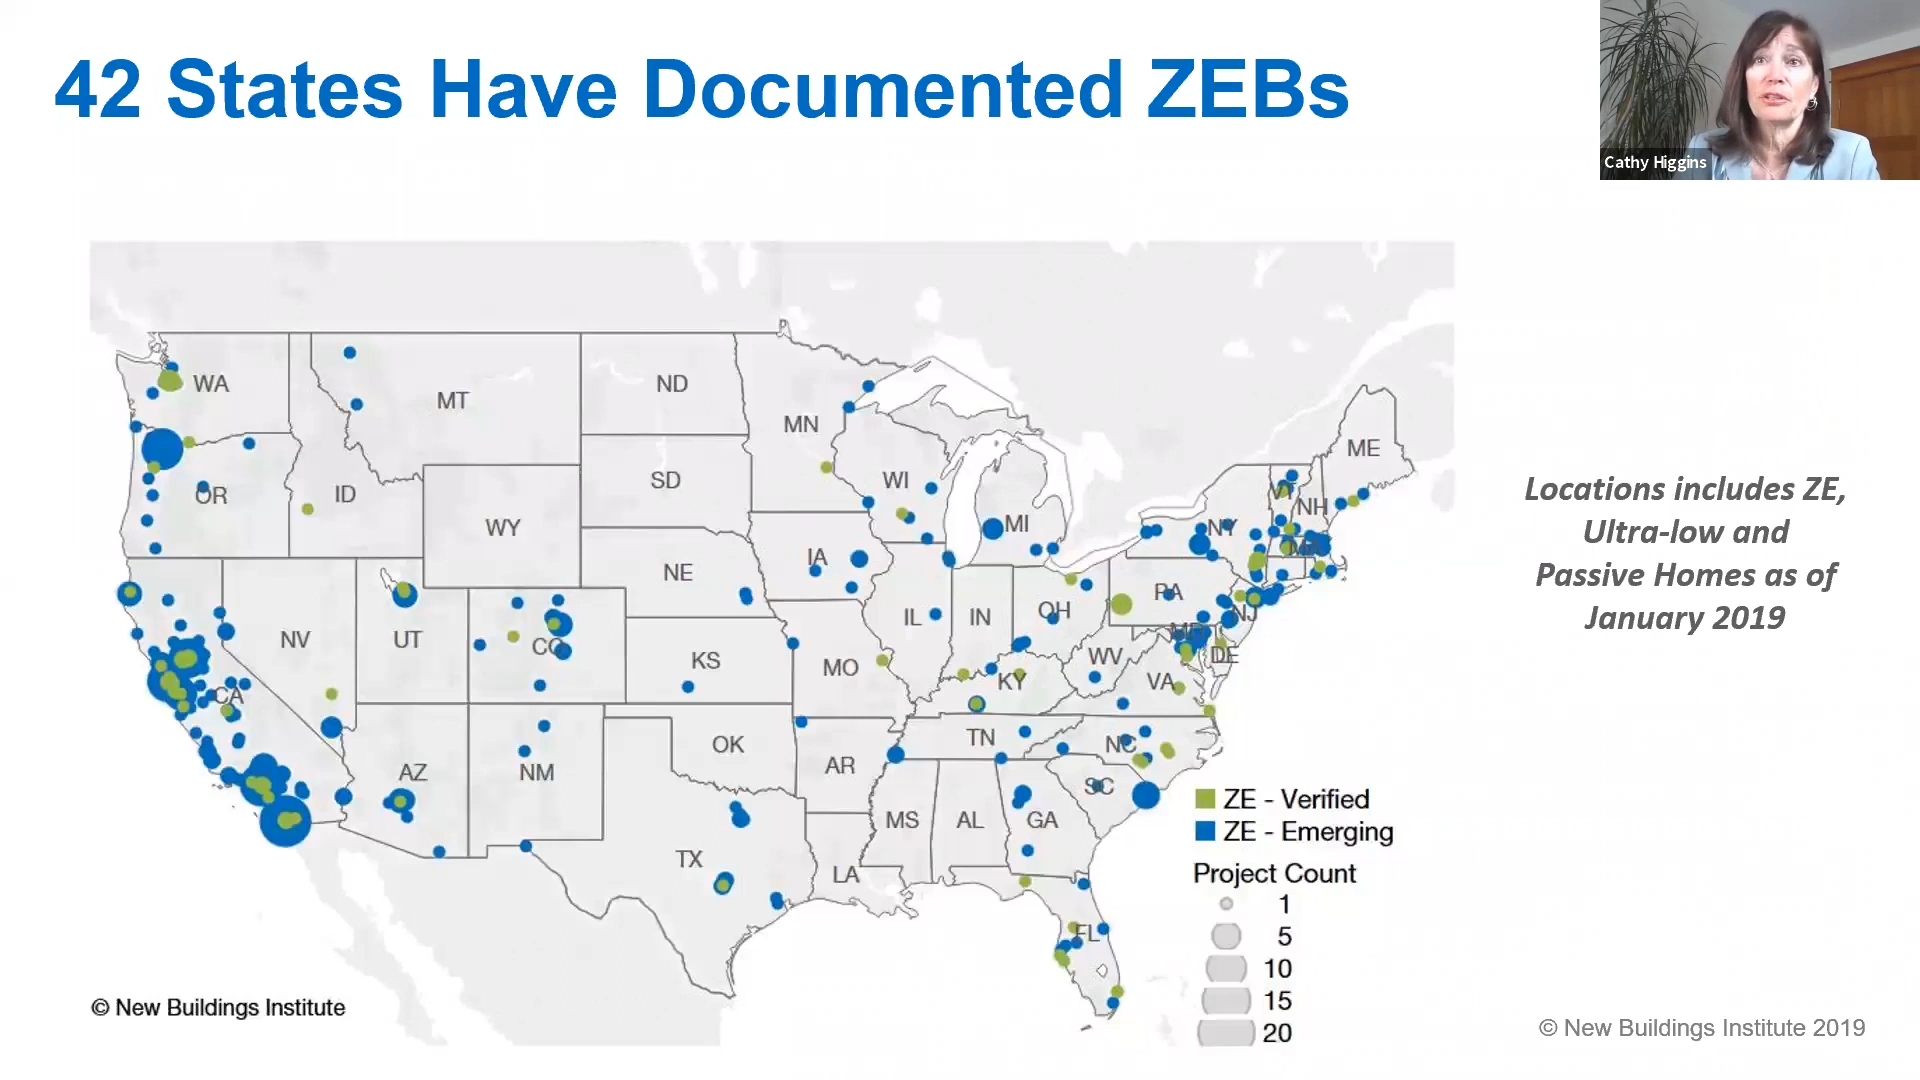 42 States Have Documented ZEBs
Cathy Higgins
WA
MT
ND
MN
ME
OR
ID
WY
SD
WI
MI
VT
NH
NY
MA
IA
NE
PA
NV
UT
CO
IL
IN
OH
NJ
MD
DE
CA
KS
MO
KY
WV
VA
AZ
NM
OK
AR
TN
NC
SC
TX
LA
MS
AL
GA
FL
Locations includes ZE,
Ultra-low and
Passive Homes as of
January 2019
ZE - Verified
ZE - Emerging
Project Count
1
5
10
15
20
© New Buildings Institute
© New Buildings Institute 2019